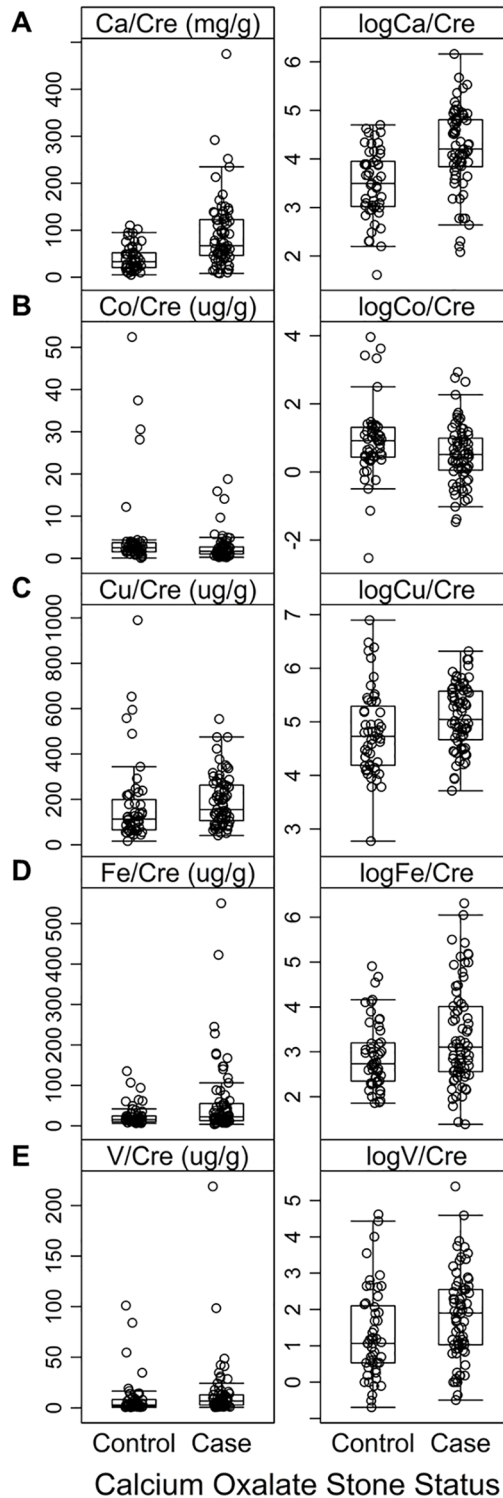 A Ca/Cre (mg/g) logCa/Cre
0 100 200 300 400
2 3 4 5 6
B Co/Cre (ug/g) logCo/Cre
0 10 20 30 40 50
-2 0 2 4
C Cu/Cre (ug/g) logCu/Cre
0 200 400 600 800 1000
3 4 5 6 7
D Fe/Cre (ug/g) logFe/Cre
0 100 200 300 400 500
2 3 4 5 6
E V/Cre (ug/g) logV/Cre
0 50 100 150 200
0 1 2 3 4 5
Control Case Control Case
Calcium Oxalate Stone Status